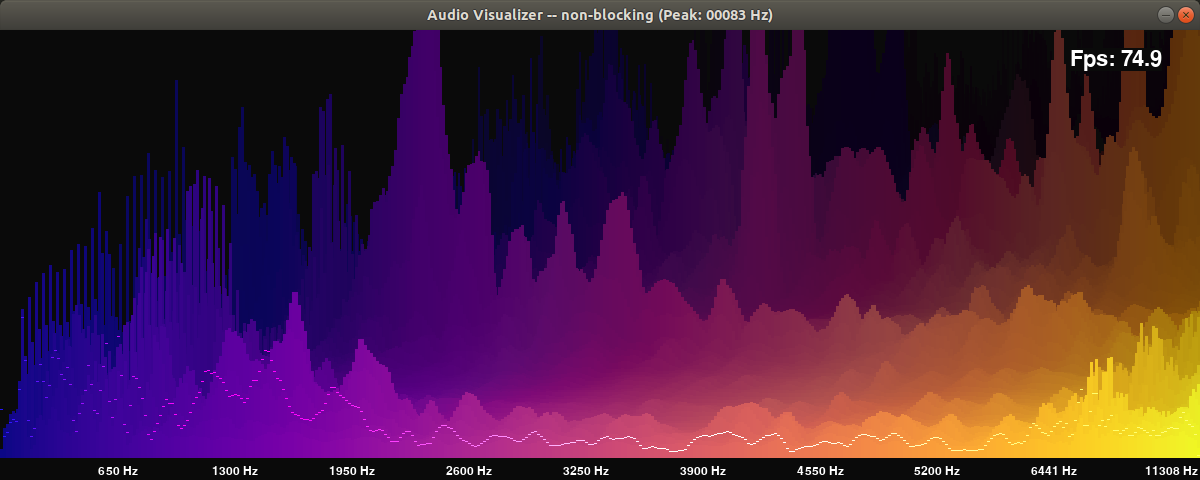 Audio Visualizer -- non-blocking (Peak: 00083 Hz)
Fps: 74.9
650 Hz 1300 Hz 1950 Hz 2600 Hz 3250 Hz 3900 Hz 4550 Hz 5200 Hz 6441 Hz 11308 Hz